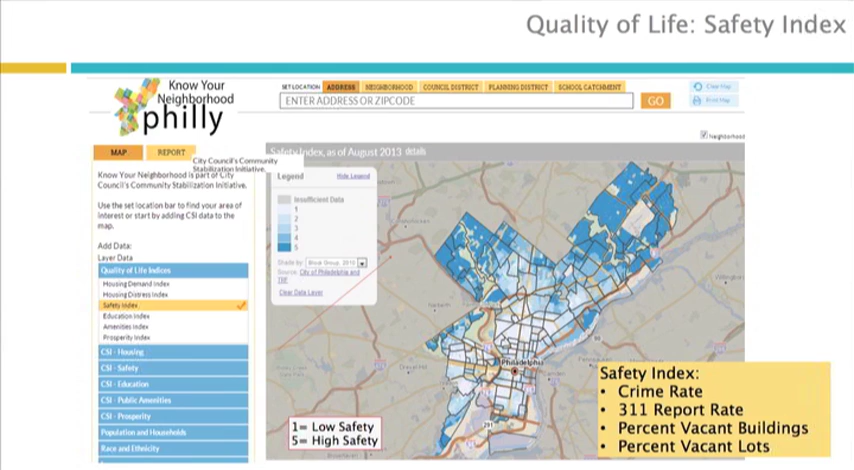 Quality of Life: Safety Index
Know Your
Neighborhood
philly
SET LOCATION
ADDRESS
NEIGHBORHOOD
COUNCIL DISTRICT
PLANNING DISTRICT
SCHOOL CATCHMENT
ENTER ADDRESS OR ZIPCODE
GO
Clear Map
Print Map
Neighborhood
MAP
REPORT
City Council's Community
Stabilization Initiative.
Know Your Neighborhood is part of City
Council's Community Stabilization Initiative.
Use the set location bar to find your area of
interest or start by adding CSI data to the
map.
Add Data:
Layer Data
Quality of Life Indices
Housing Demand Index
Housing Distress Index
Safety Index
Education Index
Amenities Index
Prosperity Index
CSI - Housing
CSI - Safety
CSI - Education
CSI - Public Amenities
CSI - Prosperity
Population and Households
Race and Ethnicity
Safety Index, as of August 2013 details
Legend
Hide Legend
Insufficient Data
1
2
3
4
5
Shade by: Block Group, 2010
Source: City of Philadelphia and
TRF
Clear Data Layer
Philadelphia
Camden
291
1= Low Safety
5= High Safety
Safety Index:
• Crime Rate
• 311 Report Rate
• Percent Vacant Buildings
• Percent Vacant Lots